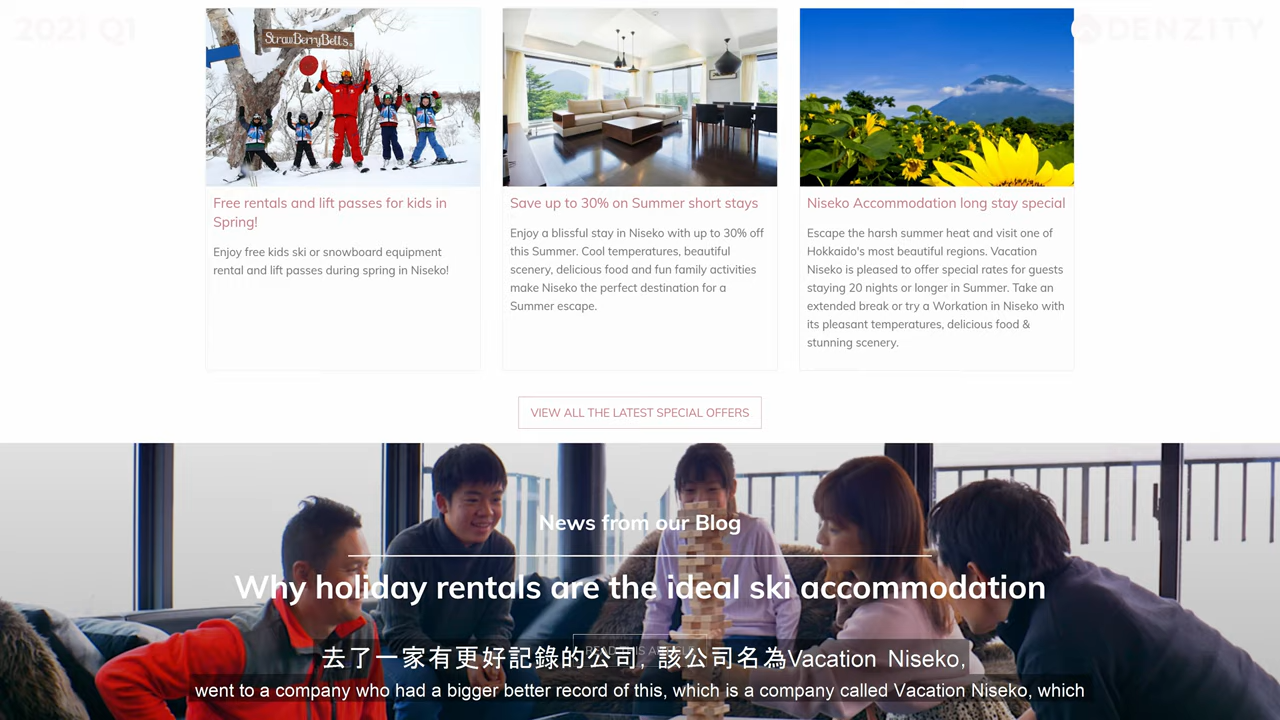 2021 Q1
DENZITY
StrawBerryBelts
Free rentals and lift passes for kids in
Spring!
Enjoy free kids ski or snowboard equipment
rental and lift passes during spring in Niseko!
Save up to 30% on Summer short stays
Enjoy a blissful stay in Niseko with up to 30% off
this Summer. Cool temperatures, beautiful
scenery, delicious food and fun family activities
make Niseko the perfect destination for a
Summer escape.
Niseko Accommodation long stay special
Escape the harsh summer heat and visit one of
Hokkaido's most beautiful regions. Vacation
Niseko is pleased to offer special rates for guests
staying 20 nights or longer in Summer. Take an
extended break or try a Workation in Niseko with
its pleasant temperatures, delicious food &
stunning scenery.
VIEW ALL THE LATEST SPECIAL OFFERS
News from our Blog
Why holiday rentals are the ideal ski accommodation
去了一家有更好記錄的公司, 該公司名為Vacation Niseko,
went to a company who had a bigger better record of this, which is a company called Vacation Niseko, which